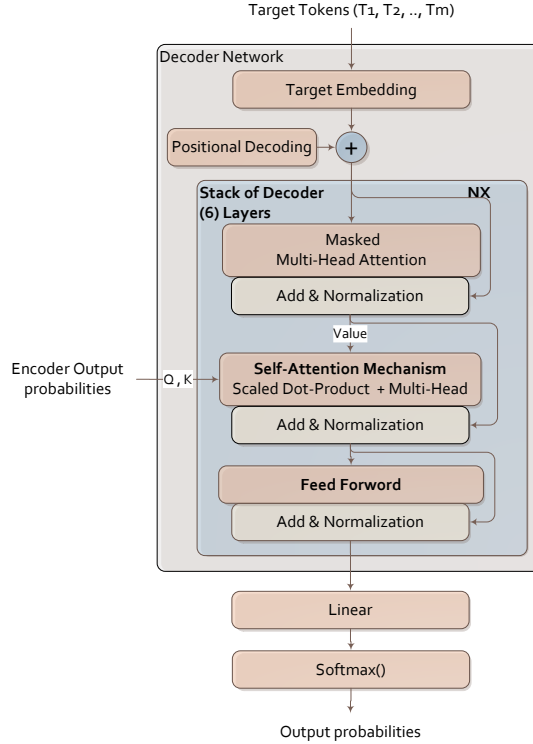 Target Tokens (T1, T2, .., Tm)
Decoder Network
Target Embedding
Positional Decoding
+
Stack of Decoder
(6) Layers
NX
Masked
Multi-Head Attention
Add & Normalization
Value
Encoder Output
probabilities
Q , K
Self-Attention Mechanism
Scaled Dot-Product + Multi-Head
Add & Normalization
Feed Forword
Add & Normalization
Linear
Softmax()
Output probabilities